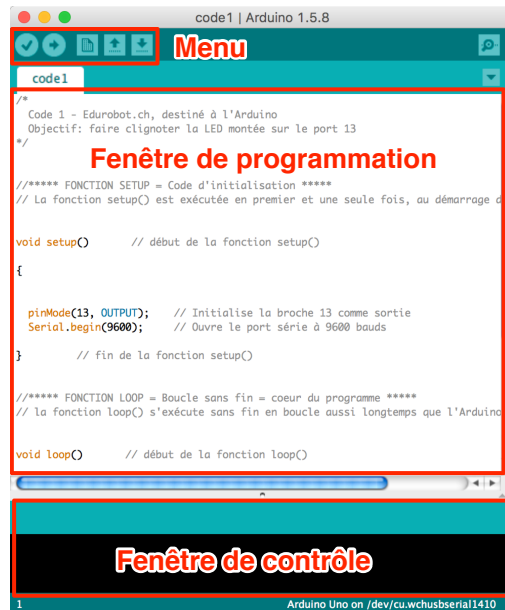 code1 | Arduino 1.5.8
Menu
code1
/*
  Code 1 - Edurobot.ch, destiné à l'Arduino
  Objectif: faire clignoter la LED montée sur le port 13
*/
Fenêtre de programmation
//***** FONCTION SETUP = Code d'initialisation *****
// La fonction setup() est exécutée en premier et une seule fois, au démarrage d
void setup()      // début de la fonction setup()
{
  pinMode(13, OUTPUT);    // Initialise la broche 13 comme sortie
  Serial.begin(9600);     // Ouvre le port série à 9600 bauds
}        // fin de la fonction setup()
//***** FONCTION LOOP = Boucle sans fin = coeur du programme *****
// la fonction loop() s'exécute sans fin en boucle aussi longtemps que l'Arduino
void loop()      // début de la fonction loop()
Fenêtre de contrôle
1 Arduino Uno on /dev/cu.wchusbserial1410